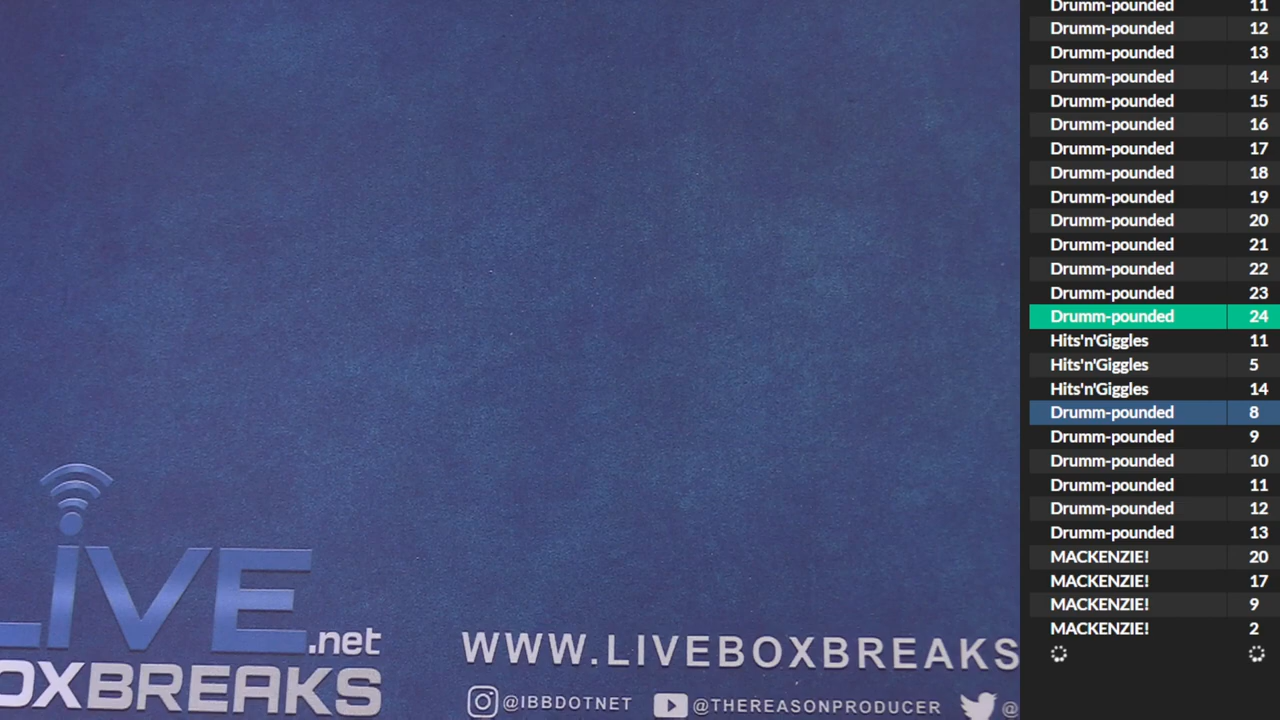 Drumm-pounded 11
Drumm-pounded 12
Drumm-pounded 13
Drumm-pounded 14
Drumm-pounded 15
Drumm-pounded 16
Drumm-pounded 17
Drumm-pounded 18
Drumm-pounded 19
Drumm-pounded 20
Drumm-pounded 21
Drumm-pounded 22
Drumm-pounded 23
Drumm-pounded 24
Hits'n'Giggles 11
Hits'n'Giggles 5
Hits'n'Giggles 14
Drumm-pounded 8
Drumm-pounded 9
Drumm-pounded 10
Drumm-pounded 11
Drumm-pounded 12
Drumm-pounded 13
MACKENZIE! 20
MACKENZIE! 17
MACKENZIE! 9
MACKENZIE! 2
LiVE.net
OXBREAKS
WWW.LIVEBOXBREAKS
@IBBDOTNET @THEREASONPRODUCER @